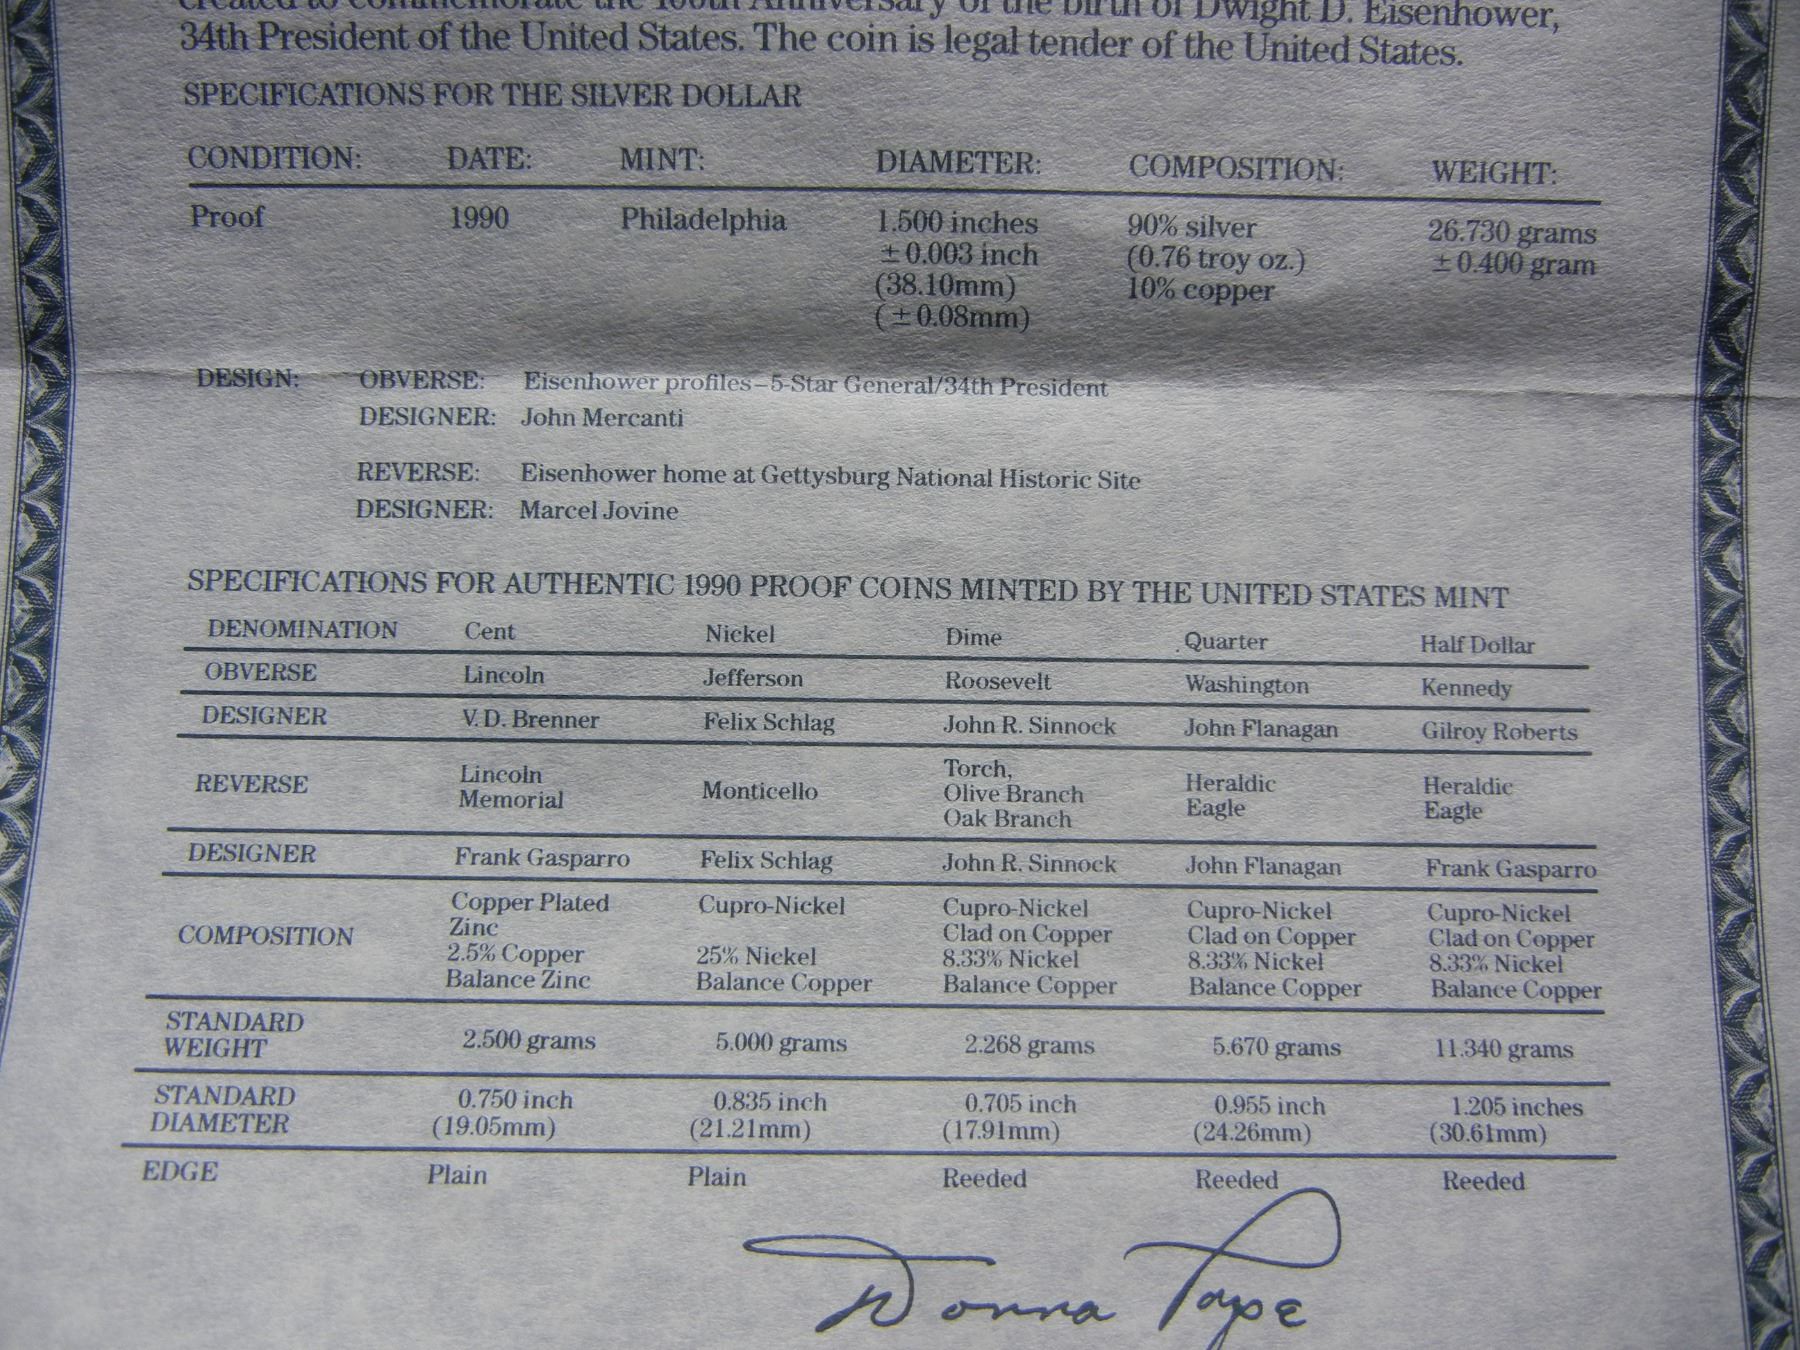 created to commemorate the 100th Anniversary of the birth of Dwight D. Eisenhower,
34th President of the United States. The coin is legal tender of the United States.
SPECIFICATIONS FOR THE SILVER DOLLAR
CONDITION: DATE: MINT: DIAMETER: COMPOSITION: WEIGHT:
Proof 1990 Philadelphia 1.500 inches 90% silver 26.730 grams
±0.003 inch (0.76 troy oz.) ±0.400 gram
(38.10mm) 10% copper
(±0.08mm)
DESIGN: OBVERSE: Eisenhower profiles–5-Star General/34th President
DESIGNER: John Mercanti
REVERSE: Eisenhower home at Gettysburg National Historic Site
DESIGNER: Marcel Jovine
SPECIFICATIONS FOR AUTHENTIC 1990 PROOF COINS MINTED BY THE UNITED STATES MINT
DENOMINATION Cent Nickel Dime Quarter Half Dollar
OBVERSE Lincoln Jefferson Roosevelt Washington Kennedy
DESIGNER V.D. Brenner Felix Schlag John R. Sinnock John Flanagan Gilroy Roberts
REVERSE Lincoln Memorial Monticello Torch, Olive Branch Oak Branch Heraldic Eagle Heraldic Eagle
DESIGNER Frank Gasparro Felix Schlag John R. Sinnock John Flanagan Frank Gasparro
COMPOSITION Copper Plated Zinc 2.5% Copper Balance Zinc Cupro-Nickel 25% Nickel Balance Copper Cupro-Nickel Clad on Copper 8.33% Nickel Balance Copper Cupro-Nickel Clad on Copper 8.33% Nickel Balance Copper Cupro-Nickel Clad on Copper 8.33% Nickel Balance Copper
STANDARD WEIGHT 2.500 grams 5.000 grams 2.268 grams 5.670 grams 11.340 grams
STANDARD DIAMETER 0.750 inch (19.05mm) 0.835 inch (21.21mm) 0.705 inch (17.91mm) 0.955 inch (24.26mm) 1.205 inches (30.61mm)
EDGE Plain Plain Reeded Reeded Reeded
Donna Pope